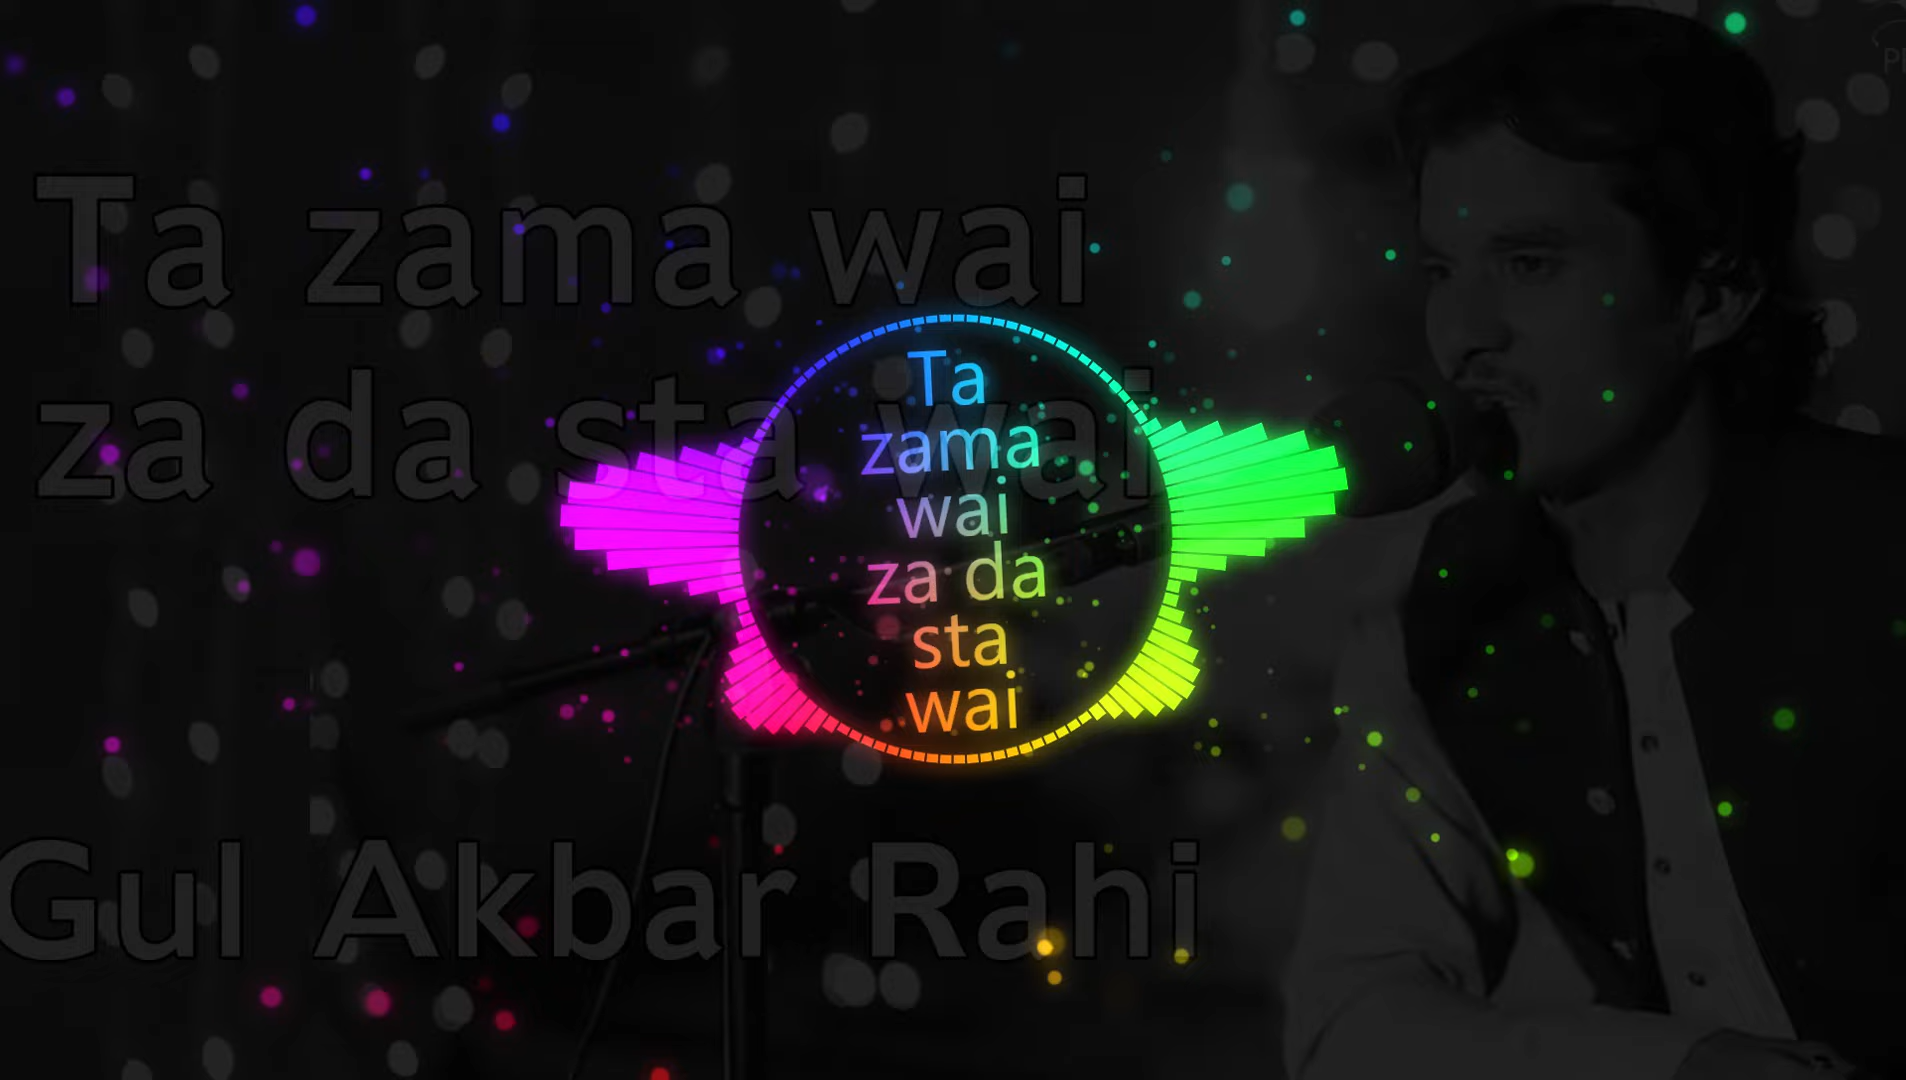 Ta zama wai
za da sta wai
Ta
zama
wai
za da
sta
wai
Gul Akbar Rahi